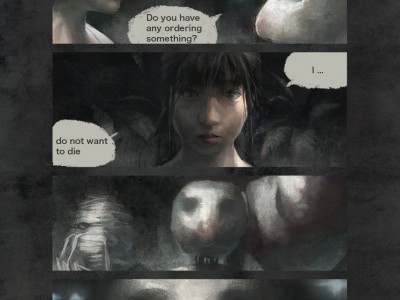 Do you have
any ordering
something?
I ...
do not want
to die